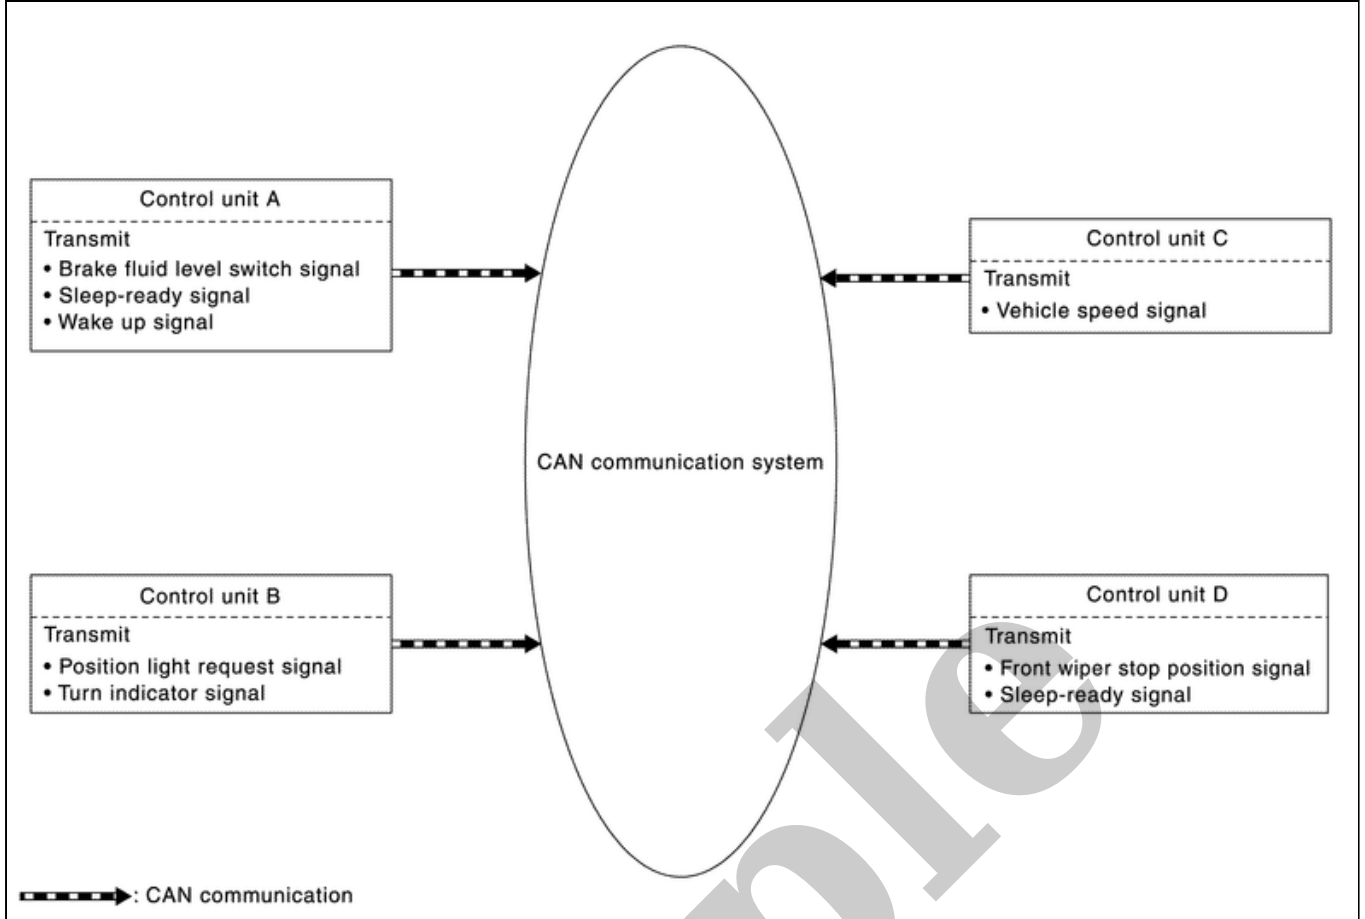 Control unit A
Transmit
• Brake fluid level switch signal
• Sleep-ready signal
• Wake up signal
Control unit C
Transmit
• Vehicle speed signal
CAN communication system
Control unit B
Transmit
• Position light request signal
• Turn indicator signal
Control unit D
Transmit
• Front wiper stop position signal
• Sleep-ready signal
: CAN communication
ple